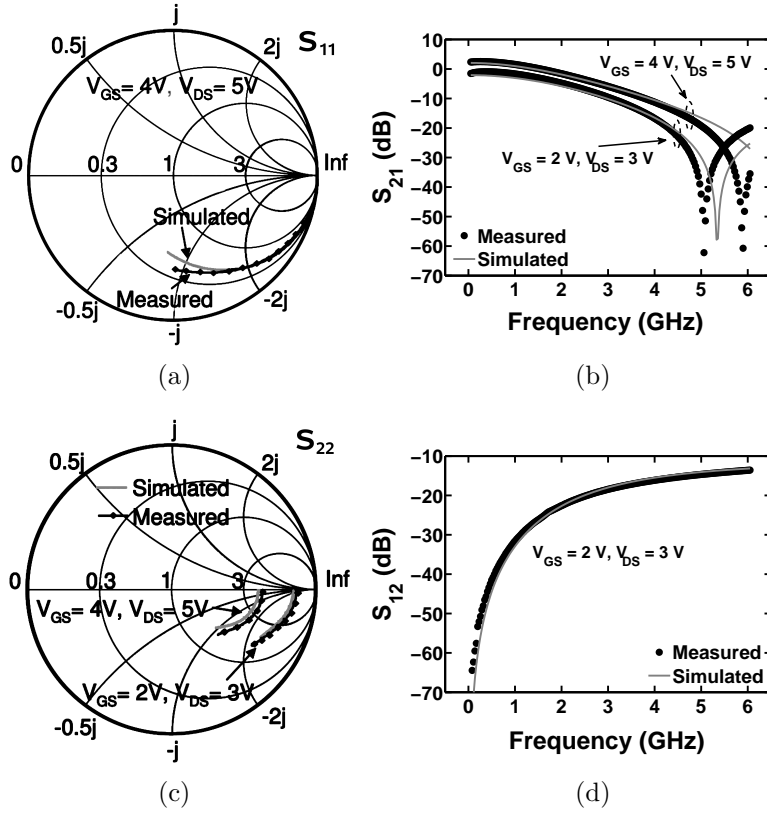 j
S11
0.5j
2j
VGS= 4V, VDS= 5V
0 0.3 1 3 Inf
Simulated
Measured
-0.5j
-2j
-j
(a)
10
0
−10
−20
−30
−40
−50
−60
−70
S21 (dB)
VGS = 4 V, VDS = 5 V
VGS = 2 V, VDS = 3 V
Measured
Simulated
0 1 2 3 4 5 6
Frequency (GHz)
(b)
j
S22
0.5j
2j
Simulated
Measured
0 0.3 1 3 Inf
VGS= 4V, VDS= 5V
VGS= 2V, VDS= 3V
-0.5j
-2j
-j
(c)
−10
−20
−30
−40
−50
−60
−70
S12 (dB)
VGS = 2 V, VDS = 3 V
Measured
Simulated
0 1 2 3 4 5 6
Frequency (GHz)
(d)